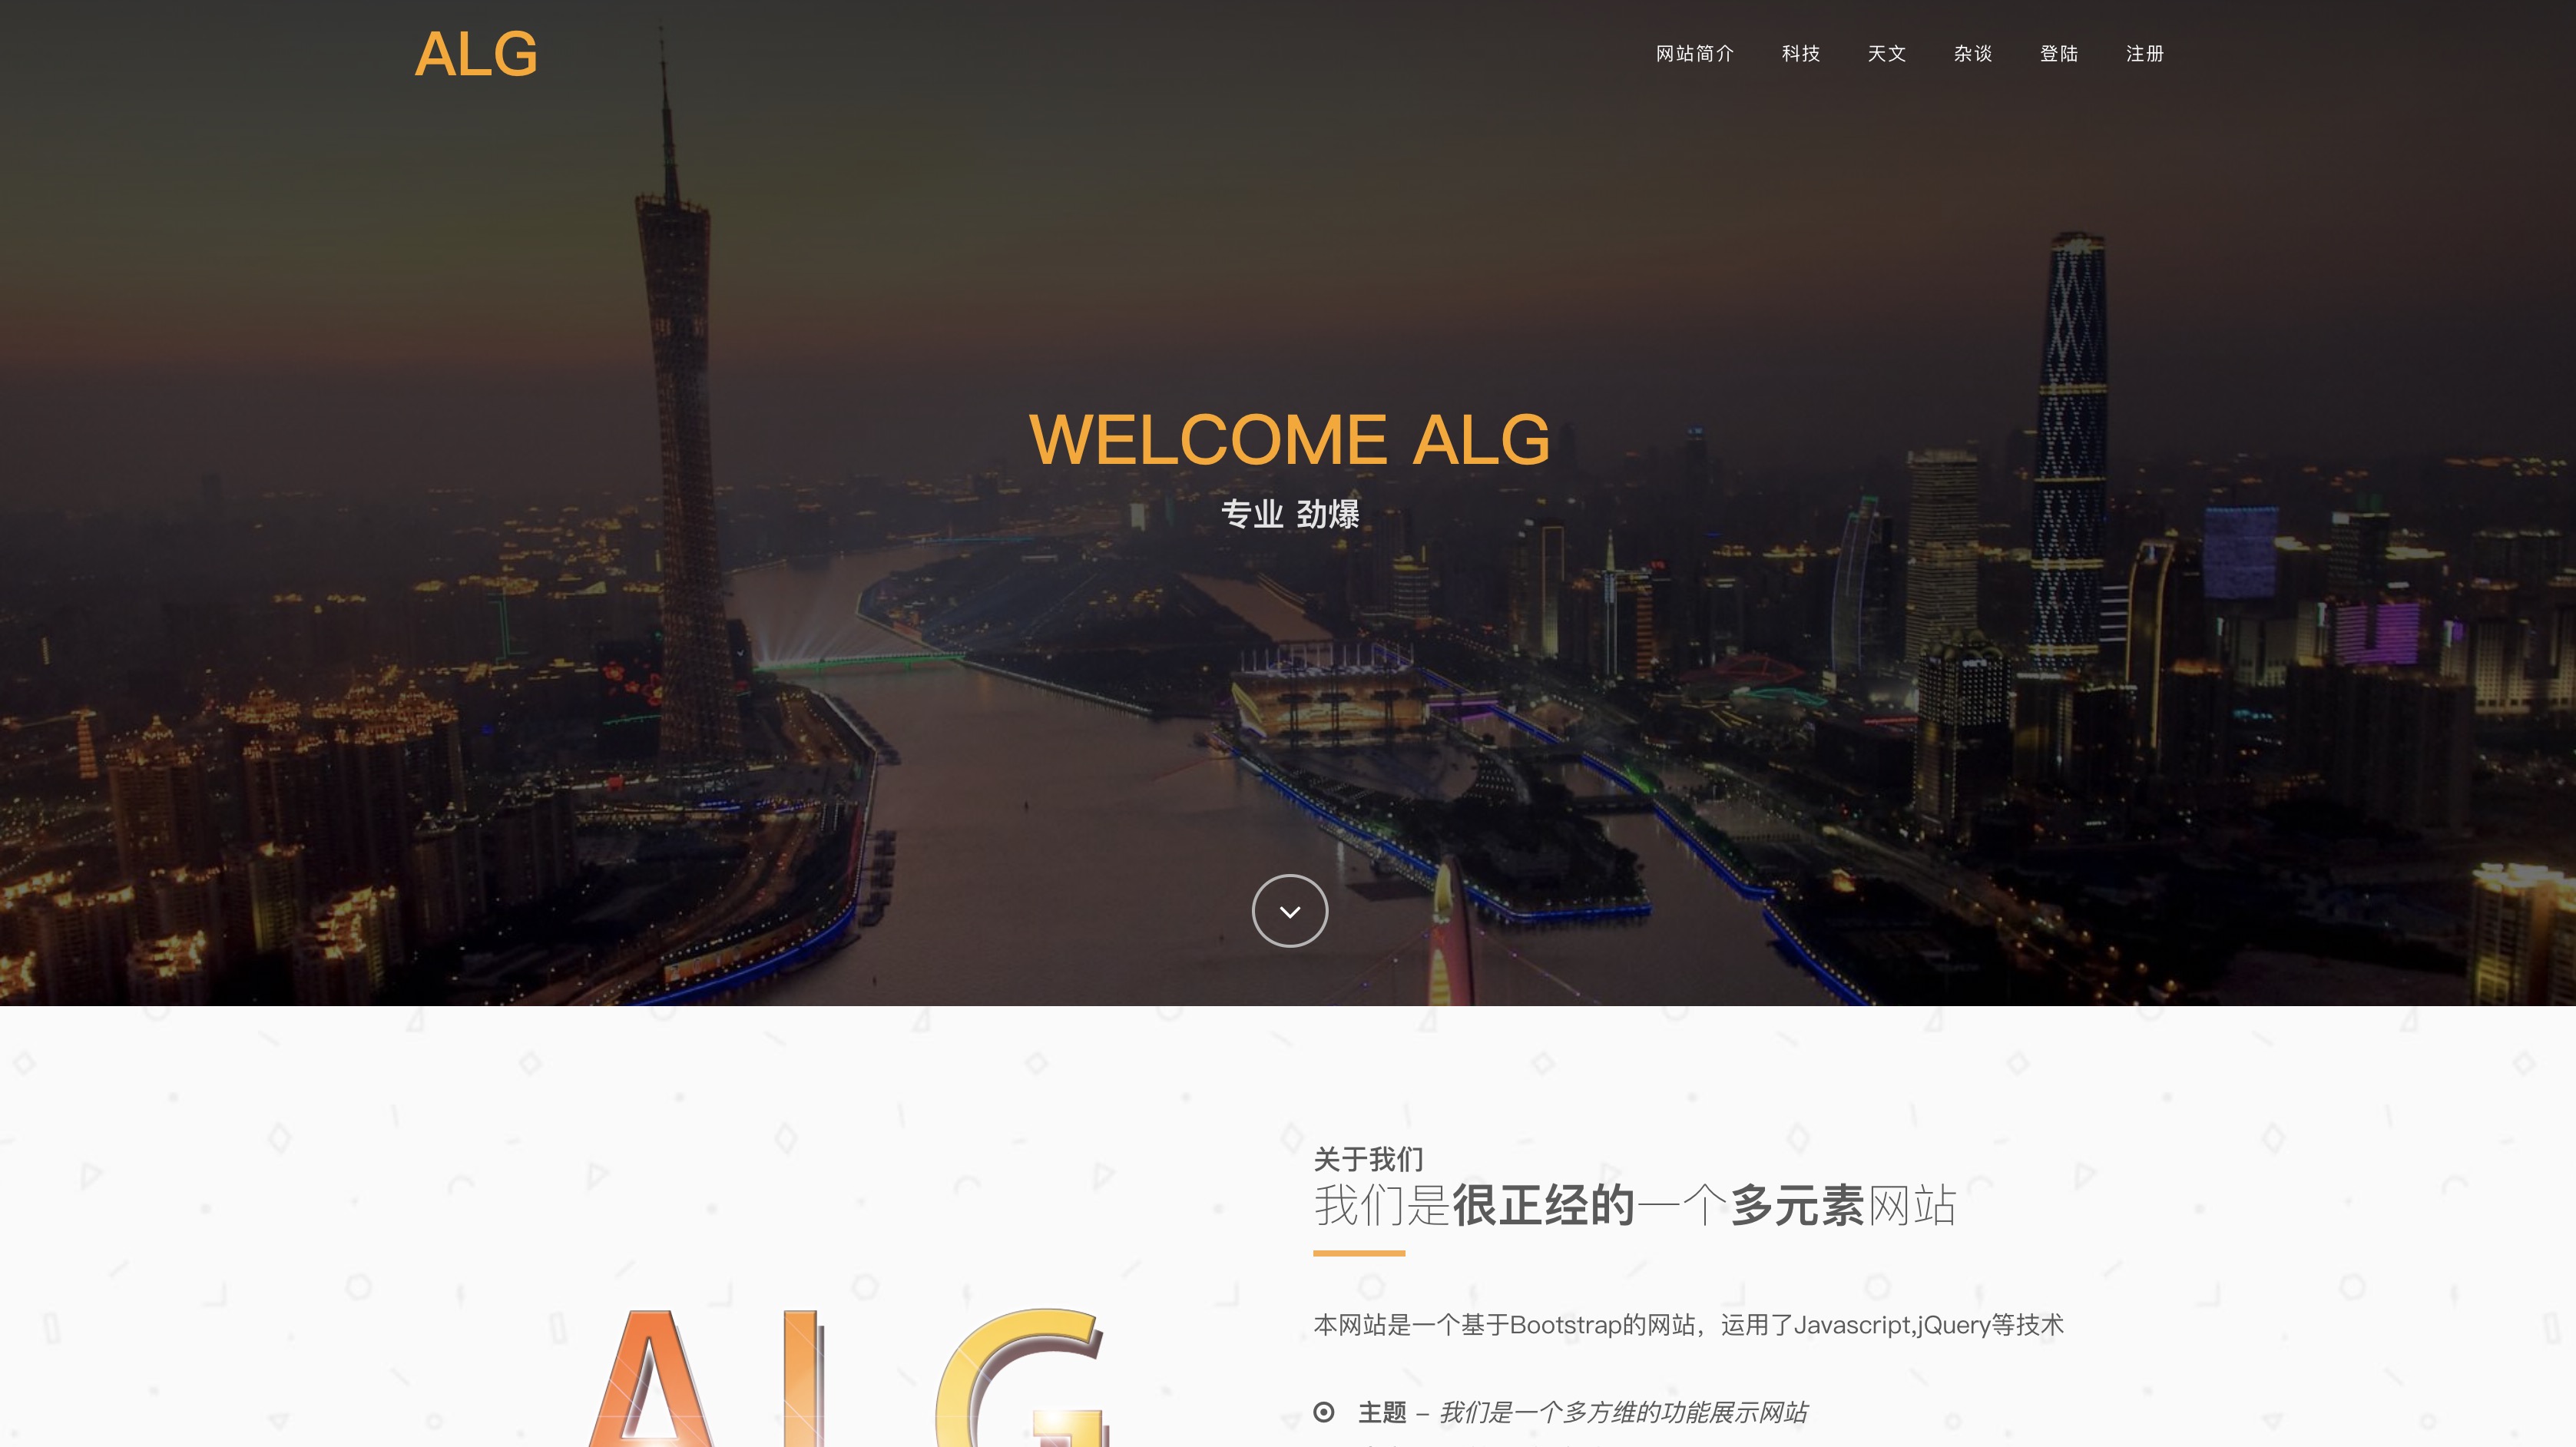 ALG
网站简介 科技 天文 杂谈 登陆 注册
WELCOME ALG
专业 劲爆
关于我们
我们是很正经的一个多元素网站
本网站是一个基于Bootstrap的网站，运用了Javascript,jQuery等技术
ALG
主题 – 我们是一个多方维的功能展示网站